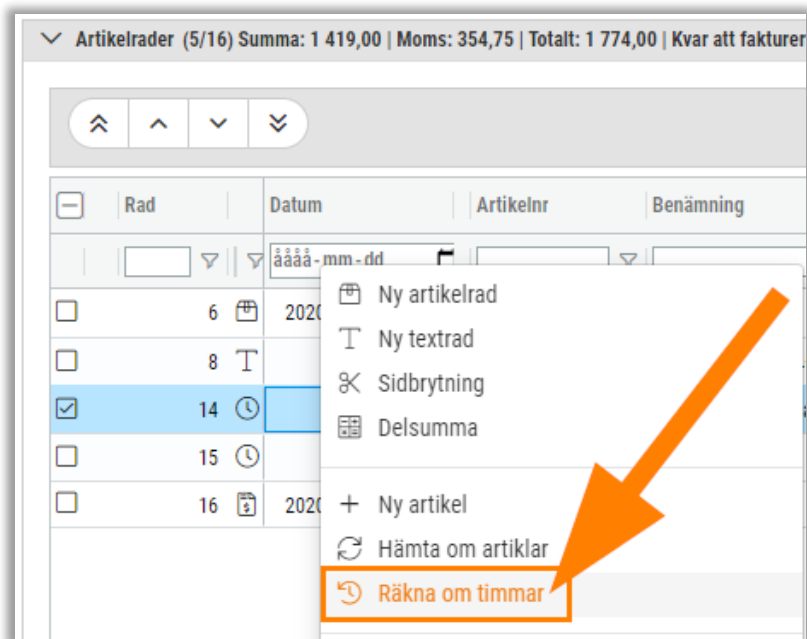 Artikelrader (5/16) Summa: 1 419,00 | Moms: 354,75 | Totalt: 1 774,00 | Kvar att fakturer
Rad Datum Artikelnr Benämning
åååå-mm-dd
6 2020
8 T
14
15
16 2020
Ny artikelrad
Ny textrad
Sidbrytning
Delsumma
Ny artikel
Hämta om artiklar
Räkna om timmar